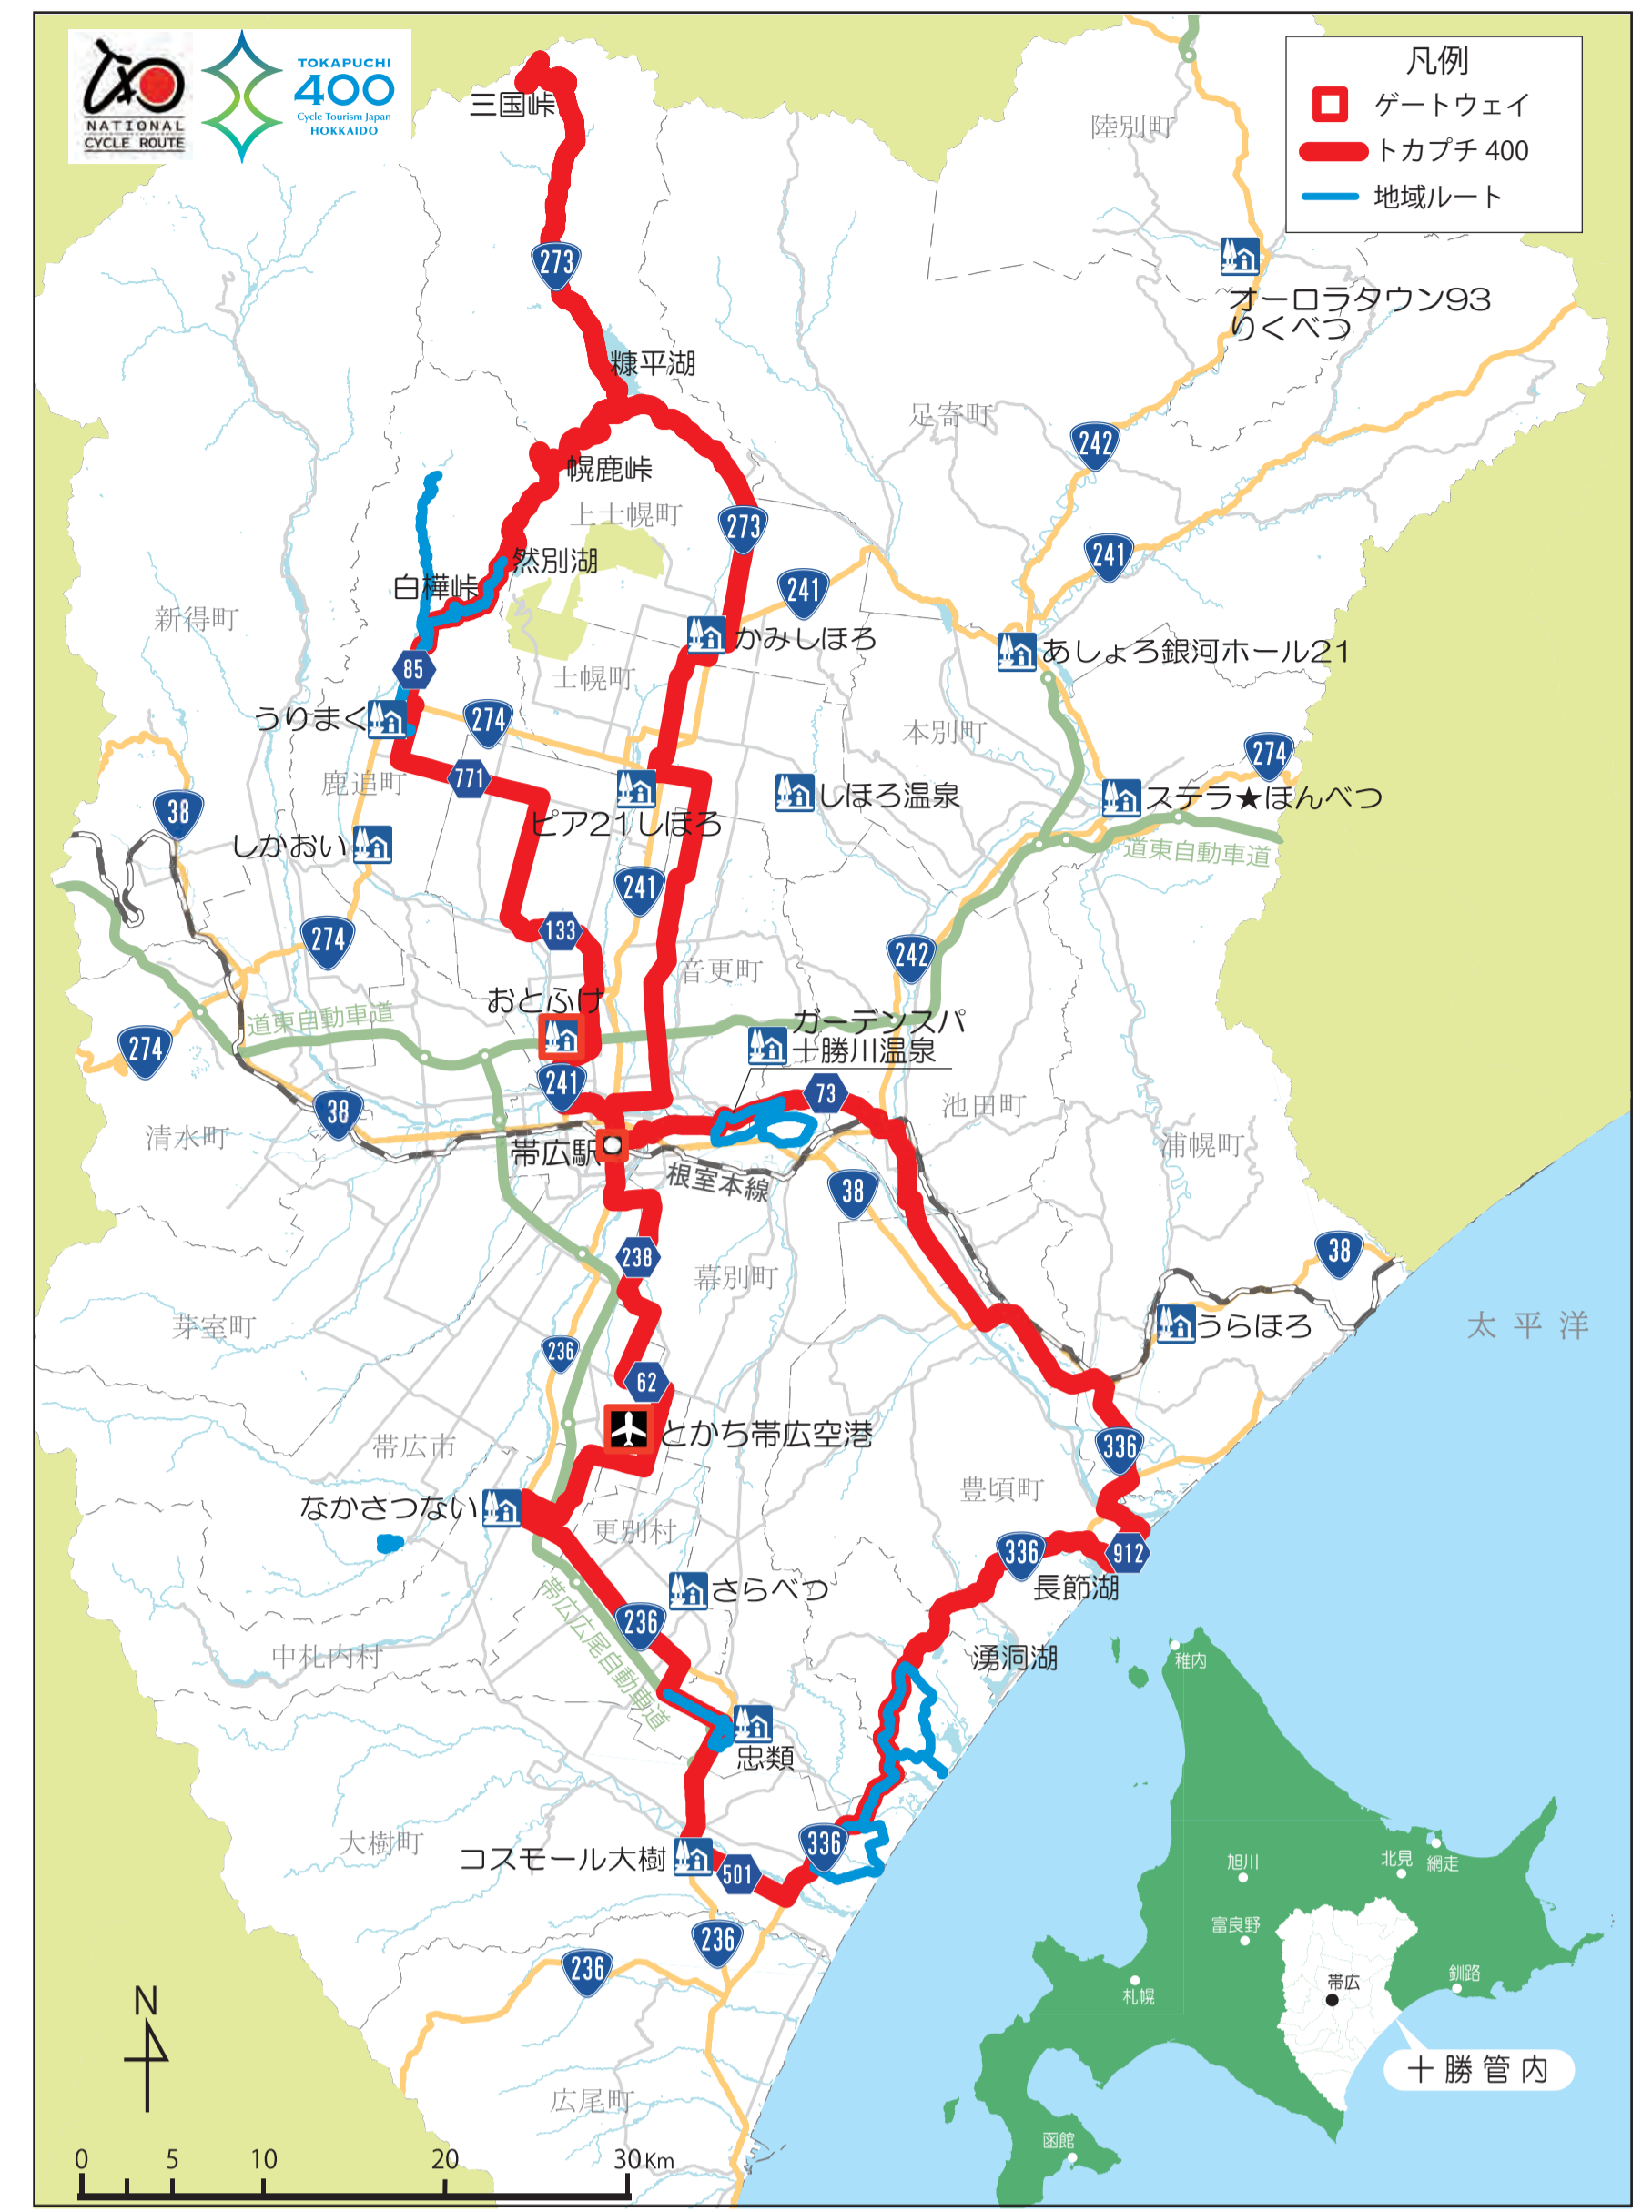 NATIONAL
CYCLE ROUTE
TOKAPUCHI
400
Cycle Tourism Japan
HOKKAIDO
凡例
ゲートウェイ
トカプチ 400
地域ルート
三国峠
陸別町
273
オーロラタウン93
りくべつ
糠平湖
足寄町
242
幌鹿峠
上士幌町
273
241
然別湖
241
白樺峠
新得町
かみしほろ
あしょろ銀河ホール21
85
士幌町
うりまく
274
本別町
274
771
鹿追町
しほろ温泉
ステラ★ほんべつ
38
ピア21しほろ
しかおい
道東自動車道
241
274
133
242
音更町
おとふけ
道東自動車道
ガーデンスパ
十勝川温泉
274
241
73
38
池田町
清水町
帯広駅
浦幌町
根室本線
38
238
38
幕別町
芽室町
うらほろ
太平洋
236
62
とかち帯広空港
帯広市
336
豊頃町
なかさつない
更別村
336
912
長節湖
さらべつ
帯広広尾自動車道
236
中札内村
湧洞湖
稚内
忠類
大樹町
336
コスモール大樹
501
旭川
北見
網走
富良野
236
236
帯広
釧路
札幌
N
十勝管内
広尾町
函館
0 5 10 20 30Km